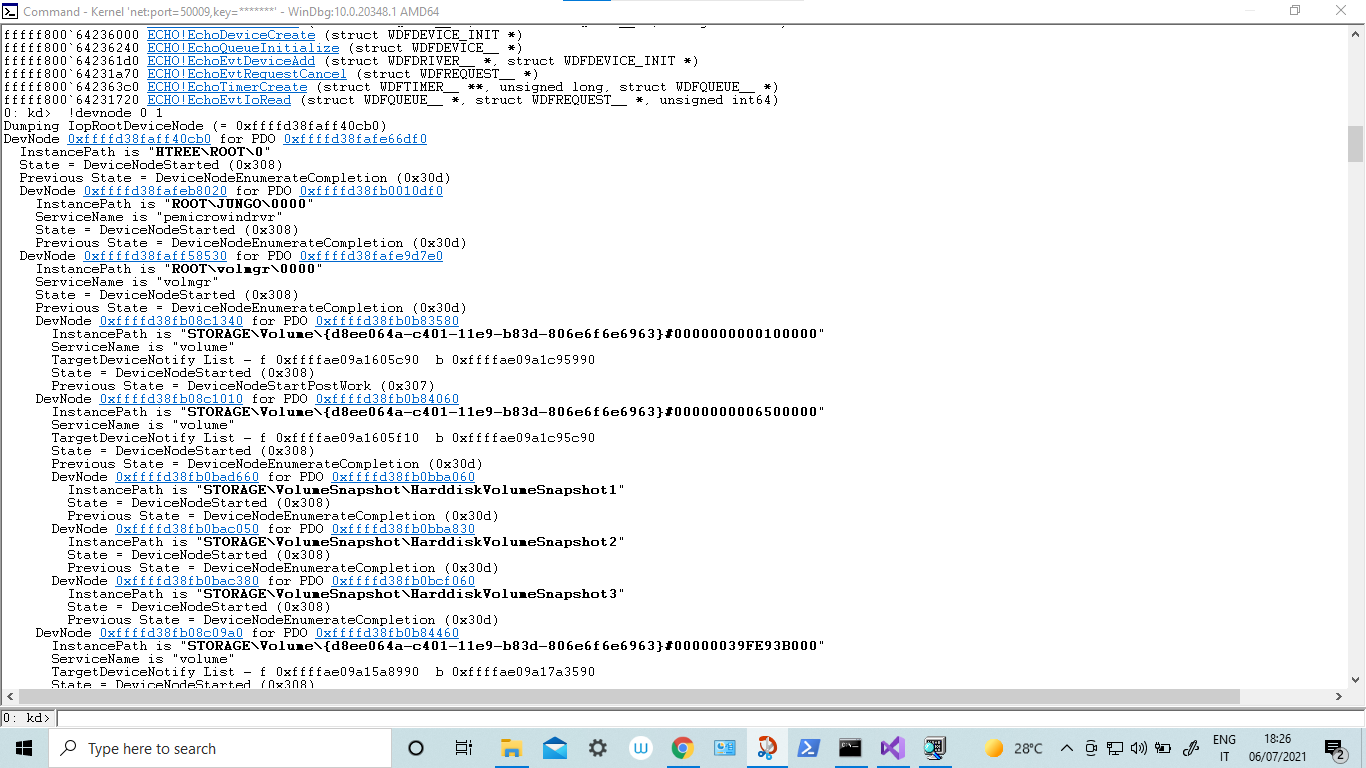 Command - Kernel 'net:port=50009,key=*******' - WinDbg:10.0.20348.1 AMD64
fffff800`64236000 ECHO!EchoDeviceCreate (struct WDFDEVICE_INIT *)
fffff800`64236240 ECHO!EchoQueueInitialize (struct WDFDEVICE__ *)
fffff800`642361d0 ECHO!EchoEvtDeviceAdd (struct WDFDRIVER__ *, struct WDFDEVICE_INIT *)
fffff800`64231a70 ECHO!EchoEvtRequestCancel (struct WDFREQUEST__ *)
fffff800`642363c0 ECHO!EchoTimerCreate (struct WDFTIMER__ **, unsigned long, struct WDFQUEUE__ *)
fffff800`64231720 ECHO!EchoEvtIoRead (struct WDFQUEUE__ *, struct WDFREQUEST__ *, unsigned int64)
0: kd>  !devnode 0 1
Dumping IopRootDeviceNode (= 0xffffd38faff40cb0)
DevNode 0xffffd38faff40cb0 for PDO 0xffffd38fafe66df0
InstancePath is "HTREE\ROOT\0"
State = DeviceNodeStarted (0x308)
Previous State = DeviceNodeEnumerateCompletion (0x30d)
DevNode 0xffffd38fafeb8020 for PDO 0xffffd38fb0010df0
InstancePath is "ROOT\JUNGO\0000"
ServiceName is "pemicrowindrvr"
State = DeviceNodeStarted (0x308)
Previous State = DeviceNodeEnumerateCompletion (0x30d)
DevNode 0xffffd38faff58530 for PDO 0xffffd38fafe9d7e0
InstancePath is "ROOT\volmgr\0000"
ServiceName is "volmgr"
State = DeviceNodeStarted (0x308)
Previous State = DeviceNodeEnumerateCompletion (0x30d)
DevNode 0xffffd38fb08c1340 for PDO 0xffffd38fb0b83580
InstancePath is "STORAGE\Volume\{d8ee064a-c401-11e9-b83d-806e6f6e6963}#0000000000100000"
ServiceName is "volume"
TargetDeviceNotify List - f 0xffffae09a1605c90  b 0xffffae09a1c95990
State = DeviceNodeStarted (0x308)
Previous State = DeviceNodeStartPostWork (0x307)
DevNode 0xffffd38fb08c1010 for PDO 0xffffd38fb0b84060
InstancePath is "STORAGE\Volume\{d8ee064a-c401-11e9-b83d-806e6f6e6963}#0000000006500000"
ServiceName is "volume"
TargetDeviceNotify List - f 0xffffae09a1605f10  b 0xffffae09a1c95c90
State = DeviceNodeStarted (0x308)
Previous State = DeviceNodeEnumerateCompletion (0x30d)
DevNode 0xffffd38fb0bad660 for PDO 0xffffd38fb0bba060
InstancePath is "STORAGE\VolumeSnapshot\HarddiskVolumeSnapshot1"
State = DeviceNodeStarted (0x308)
Previous State = DeviceNodeEnumerateCompletion (0x30d)
DevNode 0xffffd38fb0bac050 for PDO 0xffffd38fb0bba830
InstancePath is "STORAGE\VolumeSnapshot\HarddiskVolumeSnapshot2"
State = DeviceNodeStarted (0x308)
Previous State = DeviceNodeEnumerateCompletion (0x30d)
DevNode 0xffffd38fb0bac380 for PDO 0xffffd38fb0bcf060
InstancePath is "STORAGE\VolumeSnapshot\HarddiskVolumeSnapshot3"
State = DeviceNodeStarted (0x308)
Previous State = DeviceNodeEnumerateCompletion (0x30d)
DevNode 0xffffd38fb08c09a0 for PDO 0xffffd38fb0b84460
InstancePath is "STORAGE\Volume\{d8ee064a-c401-11e9-b83d-806e6f6e6963}#00000039FE93B000"
ServiceName is "volume"
TargetDeviceNotify List - f 0xffffae09a15a8990  b 0xffffae09a17a3590
State = DeviceNodeStarted (0x308)
0: kd>
Type here to search
28°C
ENG
IT
18:26
06/07/2021
2